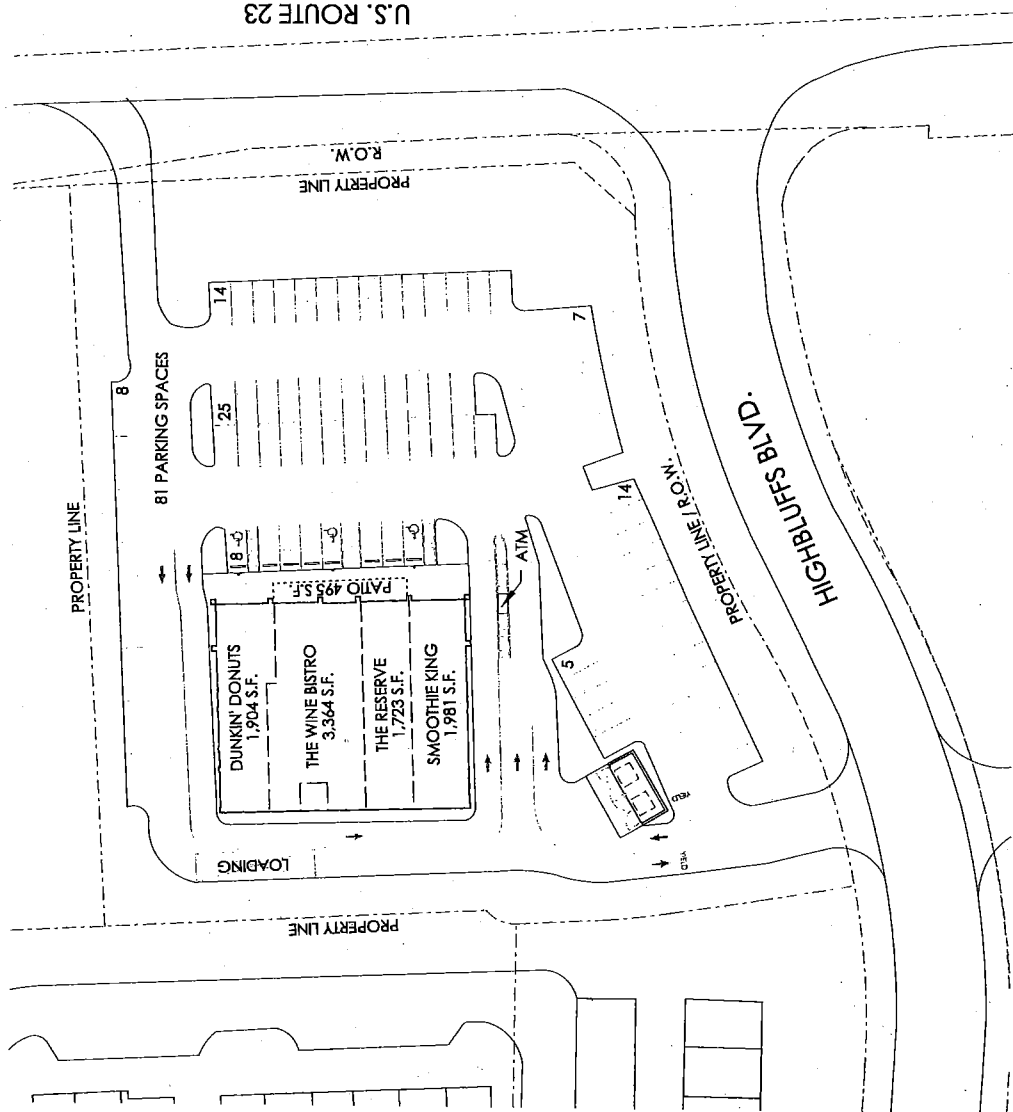 U.S. ROUTE 23
R.O.W.
PROPERTY LINE
PROPERTY LINE
14
8
81 PARKING SPACES
25
7
14
PROPERTY LINE / R.O.W.
HIGHBLUFFS BLVD.
8
ATM
PATIO 495 S.F.
DUNKIN' DONUTS
1,904 S.F.
THE WINE BISTRO
3,364 S.F.
THE RESERVE
1,723 S.F.
SMOOTHIE KING
1,981 S.F.
5
YIELD
YIELD
LOADING
PROPERTY LINE